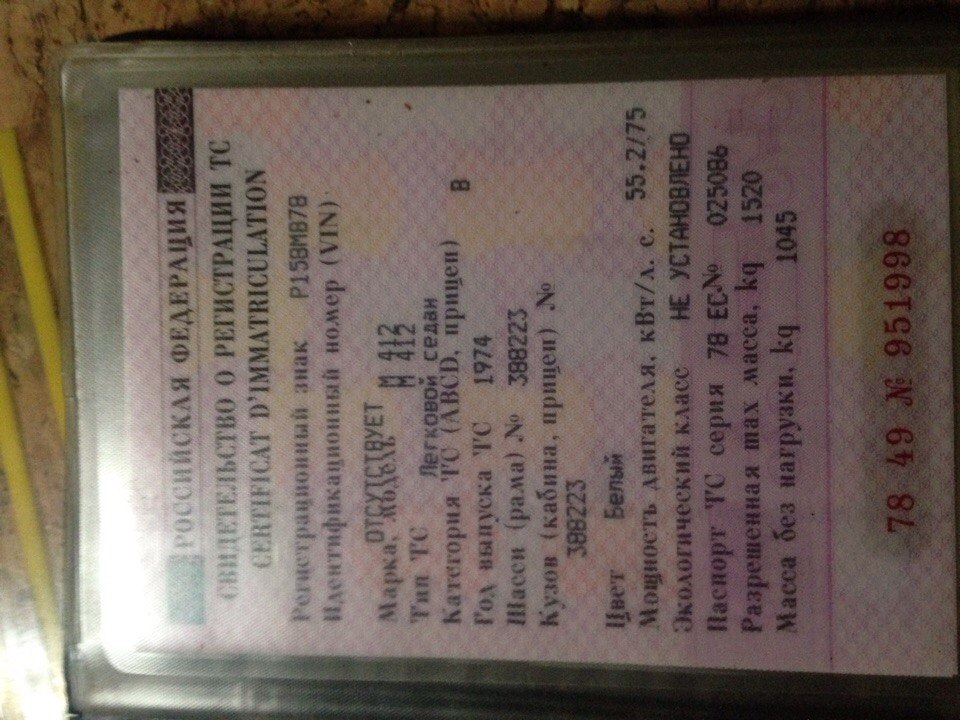 РОССИЙСКАЯ ФЕДЕРАЦИЯ
СВИДЕТЕЛЬСТВО О РЕГИСТРАЦИИ ТС
CERTIFICAT D'IMMATRICULATION
Регистрационный знак Р158МВ78
Идентификационный номер (VIN)
ОТСУТСТВУЕТ
Марка, модель М 412
М 412
Тип ТС Легковой седан
Категория ТС (ABCD, прицеп) В
Год выпуска ТС 1974
Шасси (рама) № 388223
Кузов (кабина, прицеп) №
388223
Цвет Белый
Мощность двигателя, кВт/л. с. 55.2/75
Экологический класс НЕ УСТАНОВЛЕНО
Паспорт ТС серия 78 ЕС № 025086
Разрешенная max масса, kg 1520
Масса без нагрузки, kg 1045
78 49 № 951998